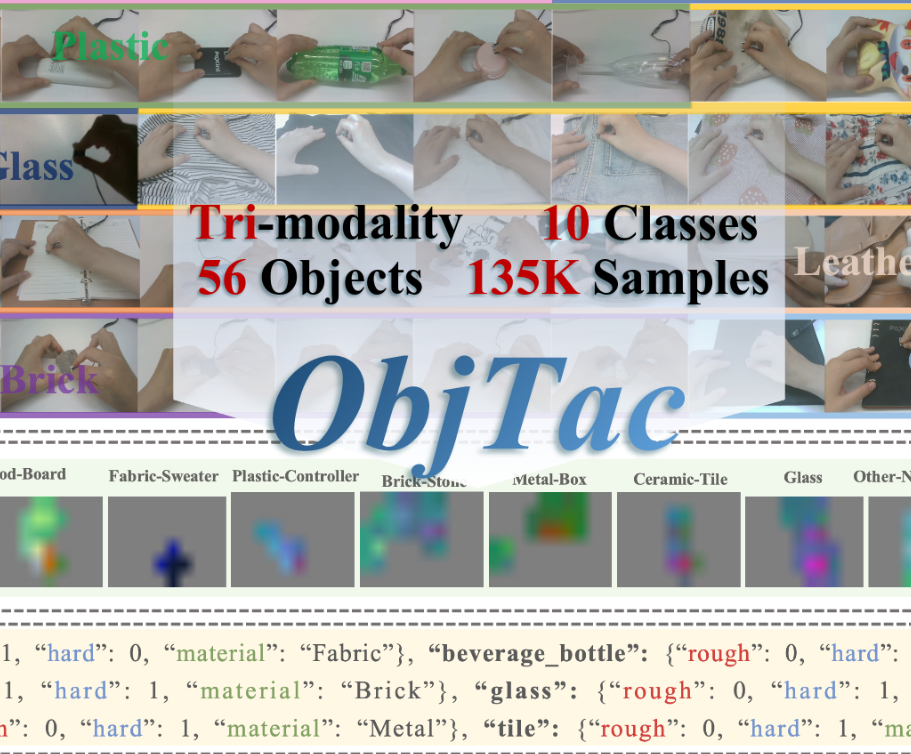 Plastic
Glass
Tri-modality 10 Classes
56 Objects 135K Samples
Leathe
Brick
ObjTac
od-Board Fabric-Sweater Plastic-Controller Brick-Stone Metal-Box Ceramic-Tile Glass Other-N
1, “hard”: 0, “material”: “Fabric”}, “beverage_bottle”: {“rough”: 0, “hard”:
1, “hard”: 1, “material”: “Brick”}, “glass”: {“rough”: 0, “hard”: 1,
h”: 0, “hard”: 1, “material”: “Metal”}, “tile”: {“rough”: 0, “hard”: 1, “ma